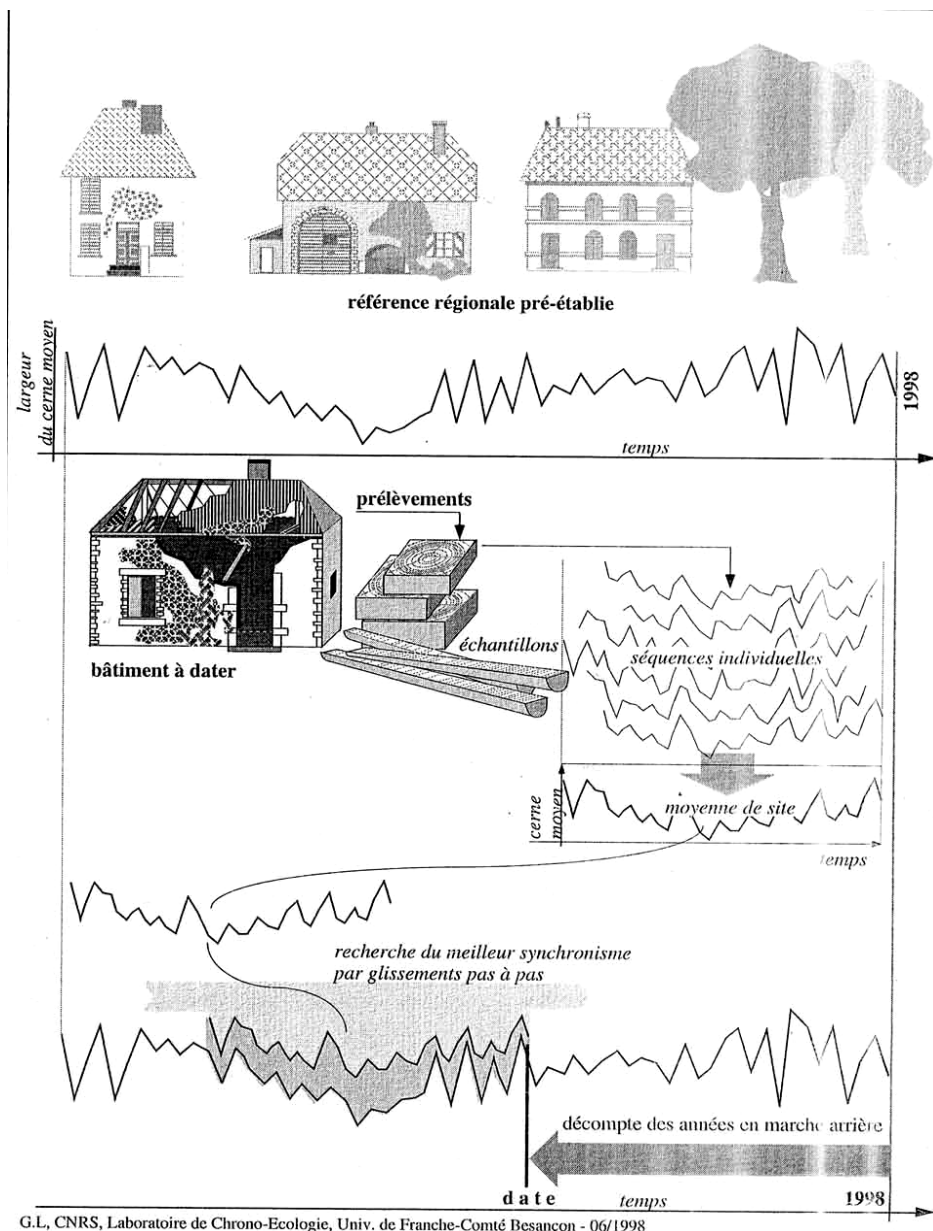 référence régionale pré-établie
largeur
du cerne moyen
1998
temps
prélèvements
échantillons
séquences individuelles
bâtiment à dater
cerne
moyen
moyenne de site
temps
recherche du meilleur synchronisme
par glissements pas à pas
décompte des années en marche arrière
date
temps
1998
G.L, CNRS, Laboratoire de Chrono-Ecologie, Univ. de Franche-Comté Besançon - 06/1998